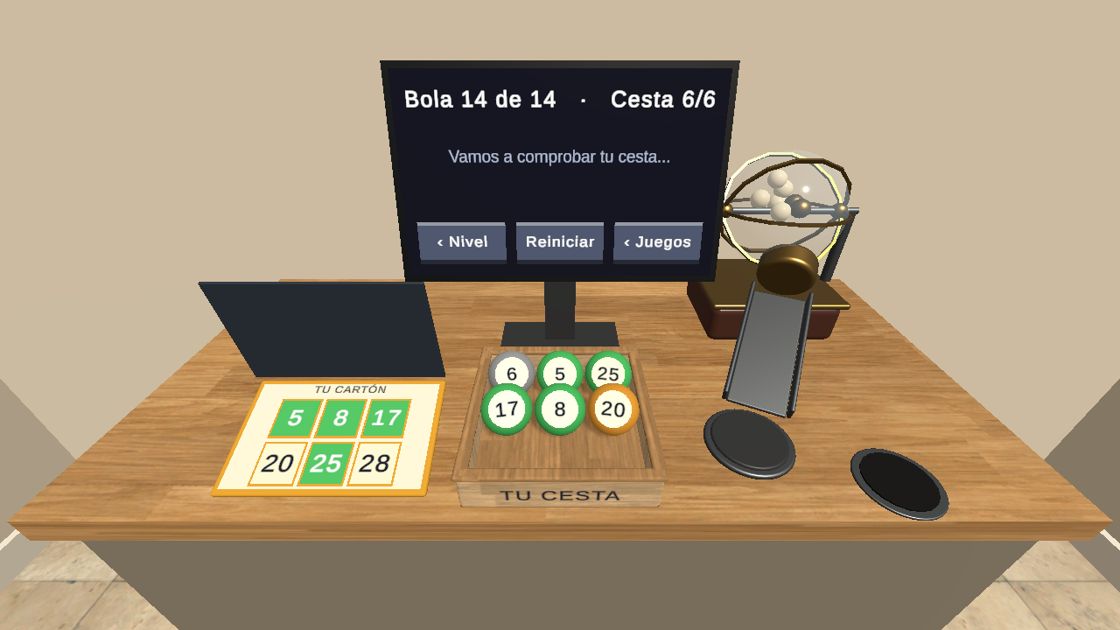 Bola 14 de 14 · Cesta 6/6
Vamos a comprobar tu cesta...
‹ Nivel Reiniciar ‹ Juegos
TU CARTÓN
5 8 17
20 25 28
6 5 25
17 8 20
TU CESTA